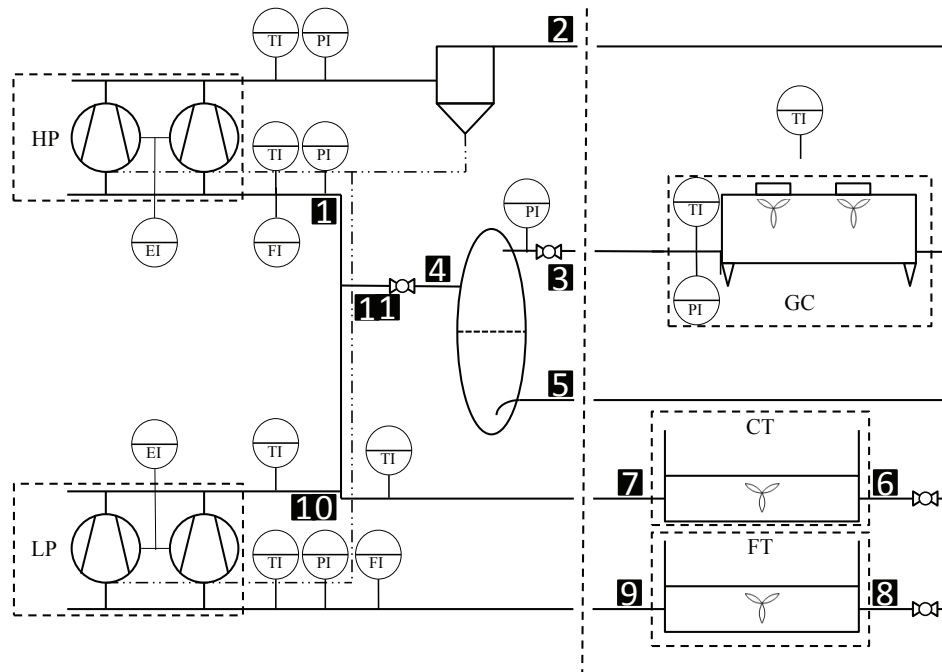 2
TI PI
TI
HP
TI PI
PI
TI
1
EI FI
4 3
11
PI
GC
5
CT
EI TI TI
7 6
10
FT
LP
TI PI FI
9 8